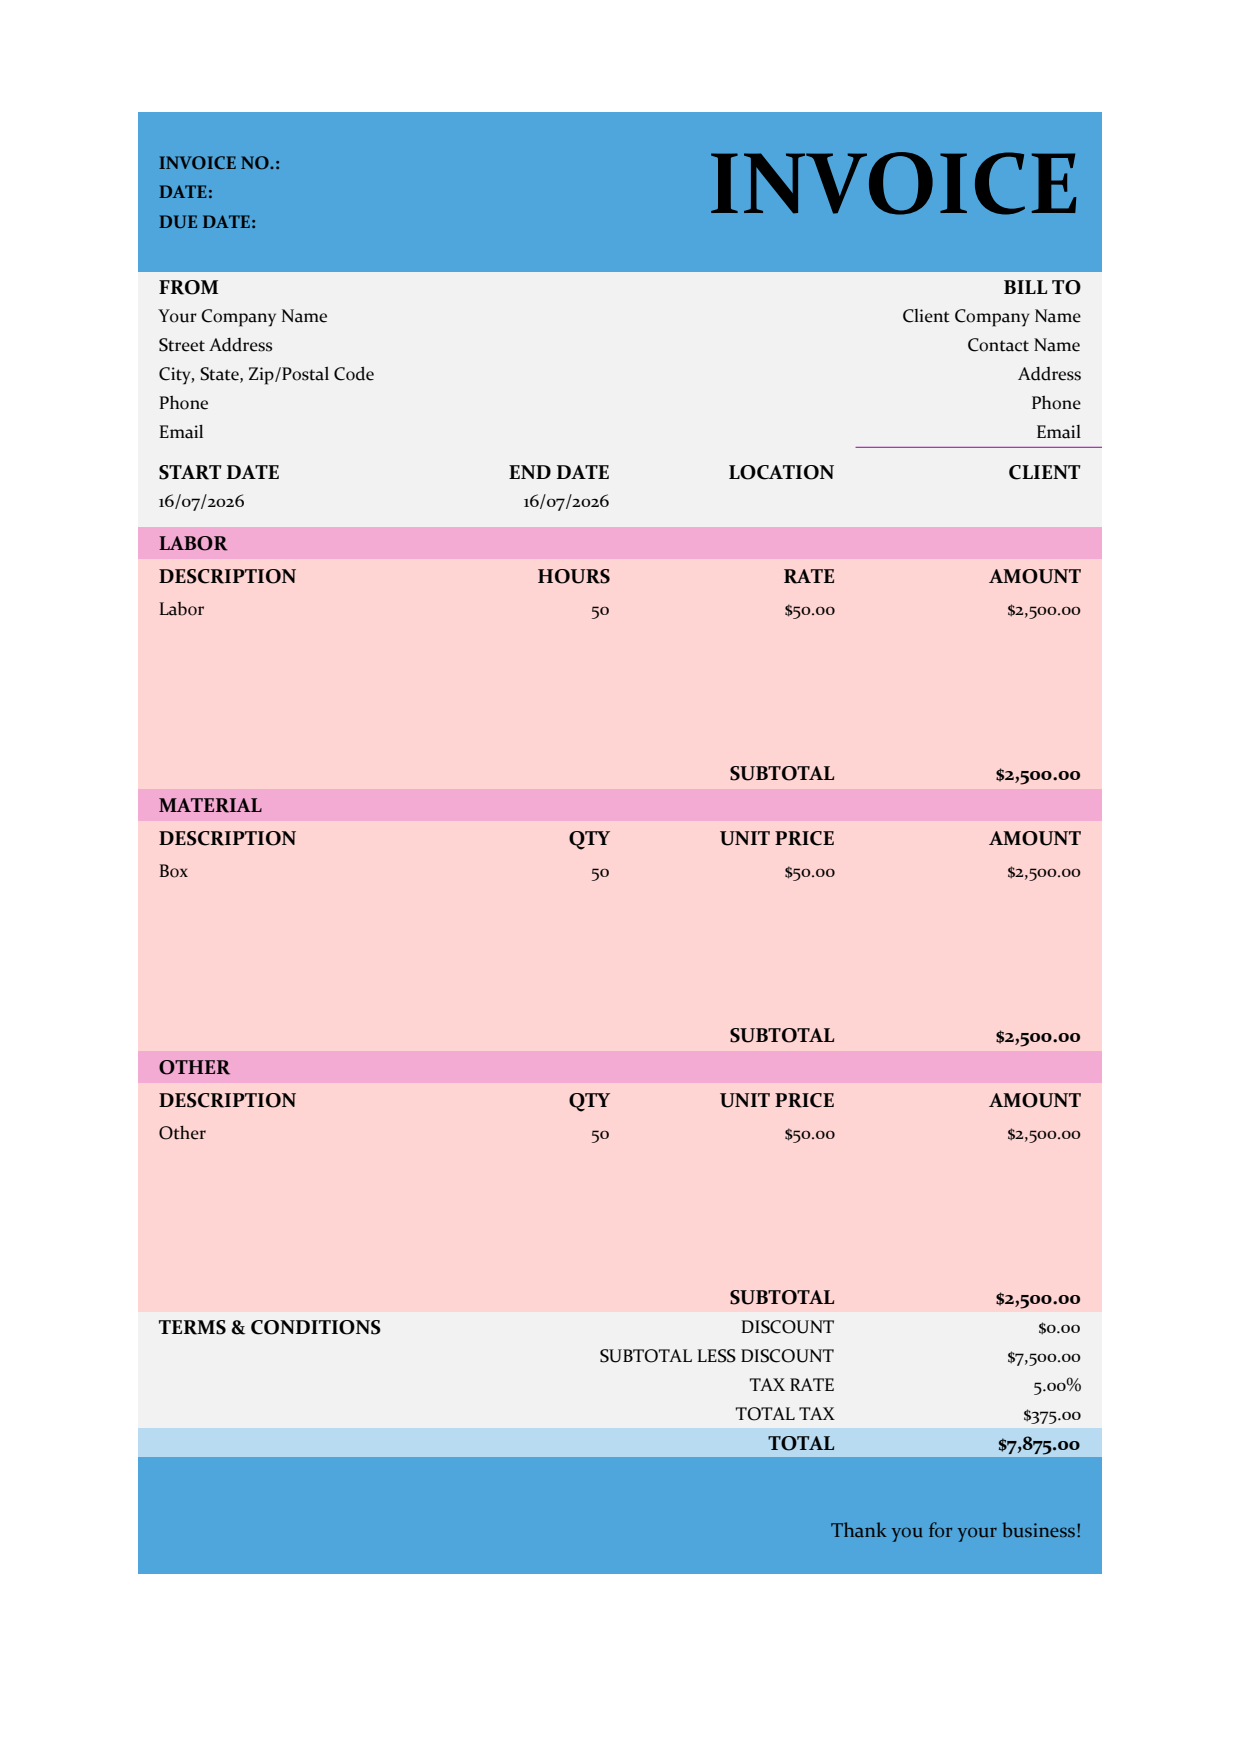 INVOICE NO.:
DATE:
DUE DATE:
INVOICE
FROM BILL TO
Your Company Name Client Company Name
Street Address Contact Name
City, State, Zip/Postal Code Address
Phone Phone
Email Email
START DATE END DATE LOCATION CLIENT
16/07/2026 16/07/2026
LABOR
DESCRIPTION HOURS RATE AMOUNT
Labor 50 $50.00 $2,500.00
SUBTOTAL $2,500.00
MATERIAL
DESCRIPTION QTY UNIT PRICE AMOUNT
Box 50 $50.00 $2,500.00
SUBTOTAL $2,500.00
OTHER
DESCRIPTION QTY UNIT PRICE AMOUNT
Other 50 $50.00 $2,500.00
SUBTOTAL $2,500.00
TERMS & CONDITIONS DISCOUNT $0.00
SUBTOTAL LESS DISCOUNT $7,500.00
TAX RATE 5.00%
TOTAL TAX $375.00
TOTAL $7,875.00
Thank you for your business!